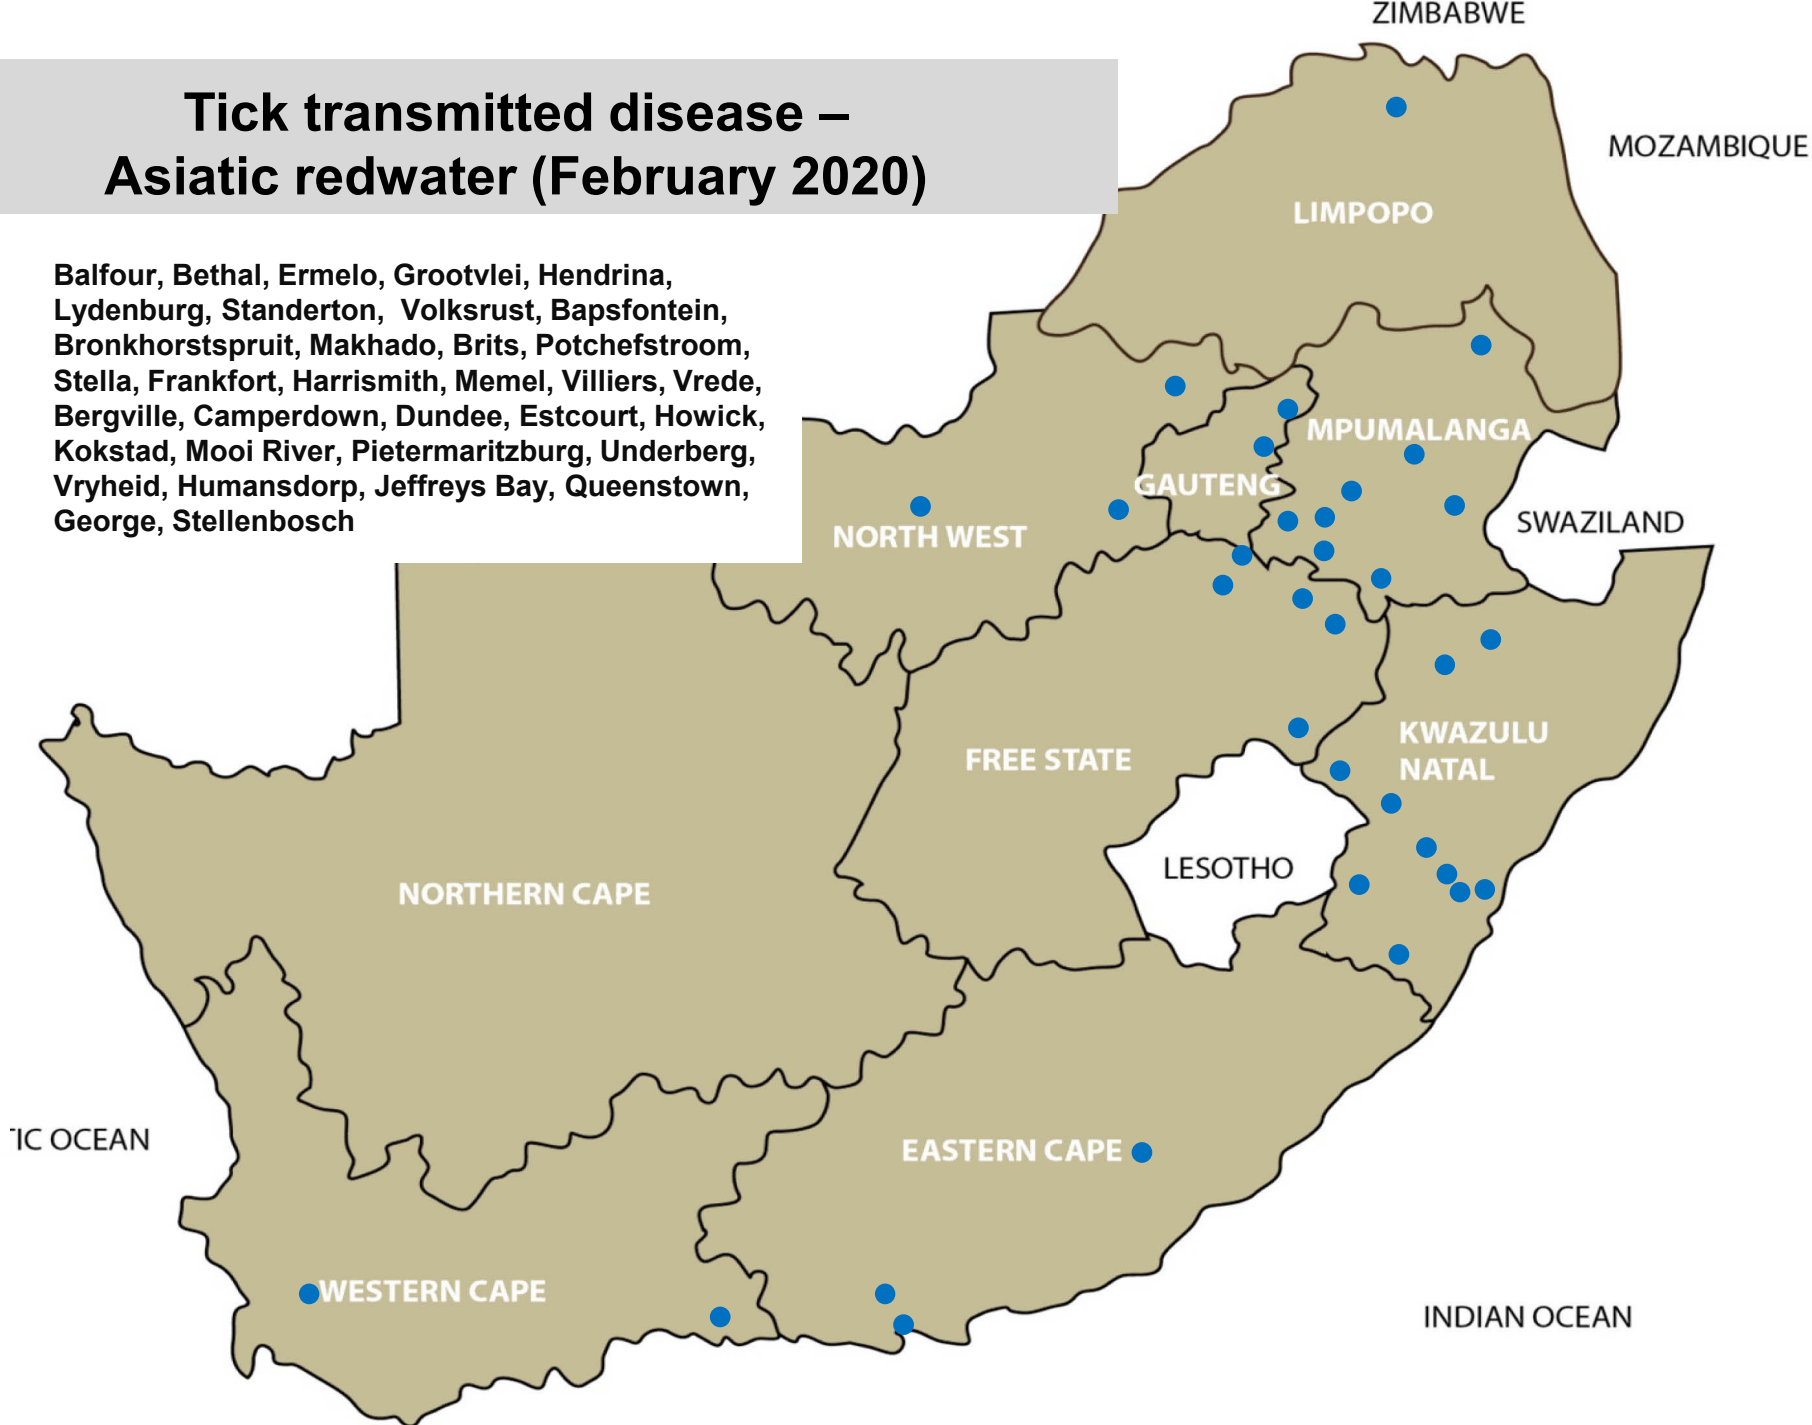 ZIMBABWE
Tick transmitted disease –
Asiatic redwater (February 2020)
MOZAMBIQUE
LIMPOPO
Balfour, Bethal, Ermelo, Grootvlei, Hendrina,
Lydenburg, Standerton, Volksrust, Bapsfontein,
Bronkhorstspruit, Makhado, Brits, Potchefstroom,
Stella, Frankfort, Harrismith, Memel, Villiers, Vrede,
Bergville, Camperdown, Dundee, Estcourt, Howick,
Kokstad, Mooi River, Pietermaritzburg, Underberg,
Vryheid, Humansdorp, Jeffreys Bay, Queenstown,
George, Stellenbosch
MPUMALANGA
GAUTENG
SWAZILAND
NORTH WEST
KWAZULU
NATAL
FREE STATE
LESOTHO
NORTHERN CAPE
TIC OCEAN
EASTERN CAPE
WESTERN CAPE
INDIAN OCEAN